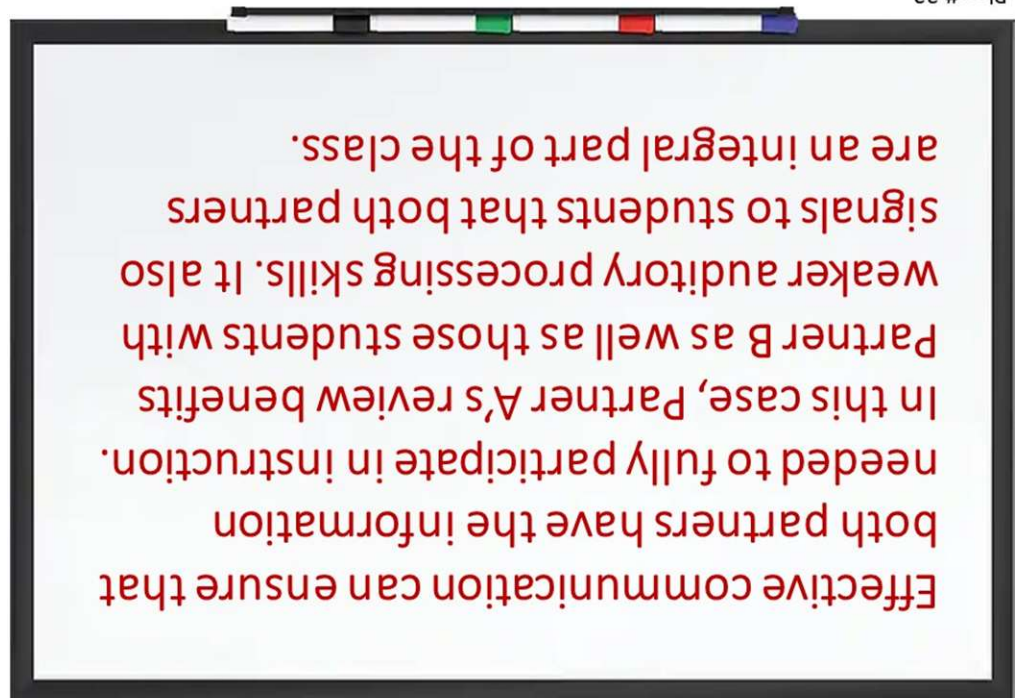 Effective communication can ensure that
both partners have the information
needed to fully participate in instruction.
In this case, Partner A's review benefits
Partner B as well as those students with
weaker auditory processing skills. It also
signals to students that both partners
are an integral part of the class.